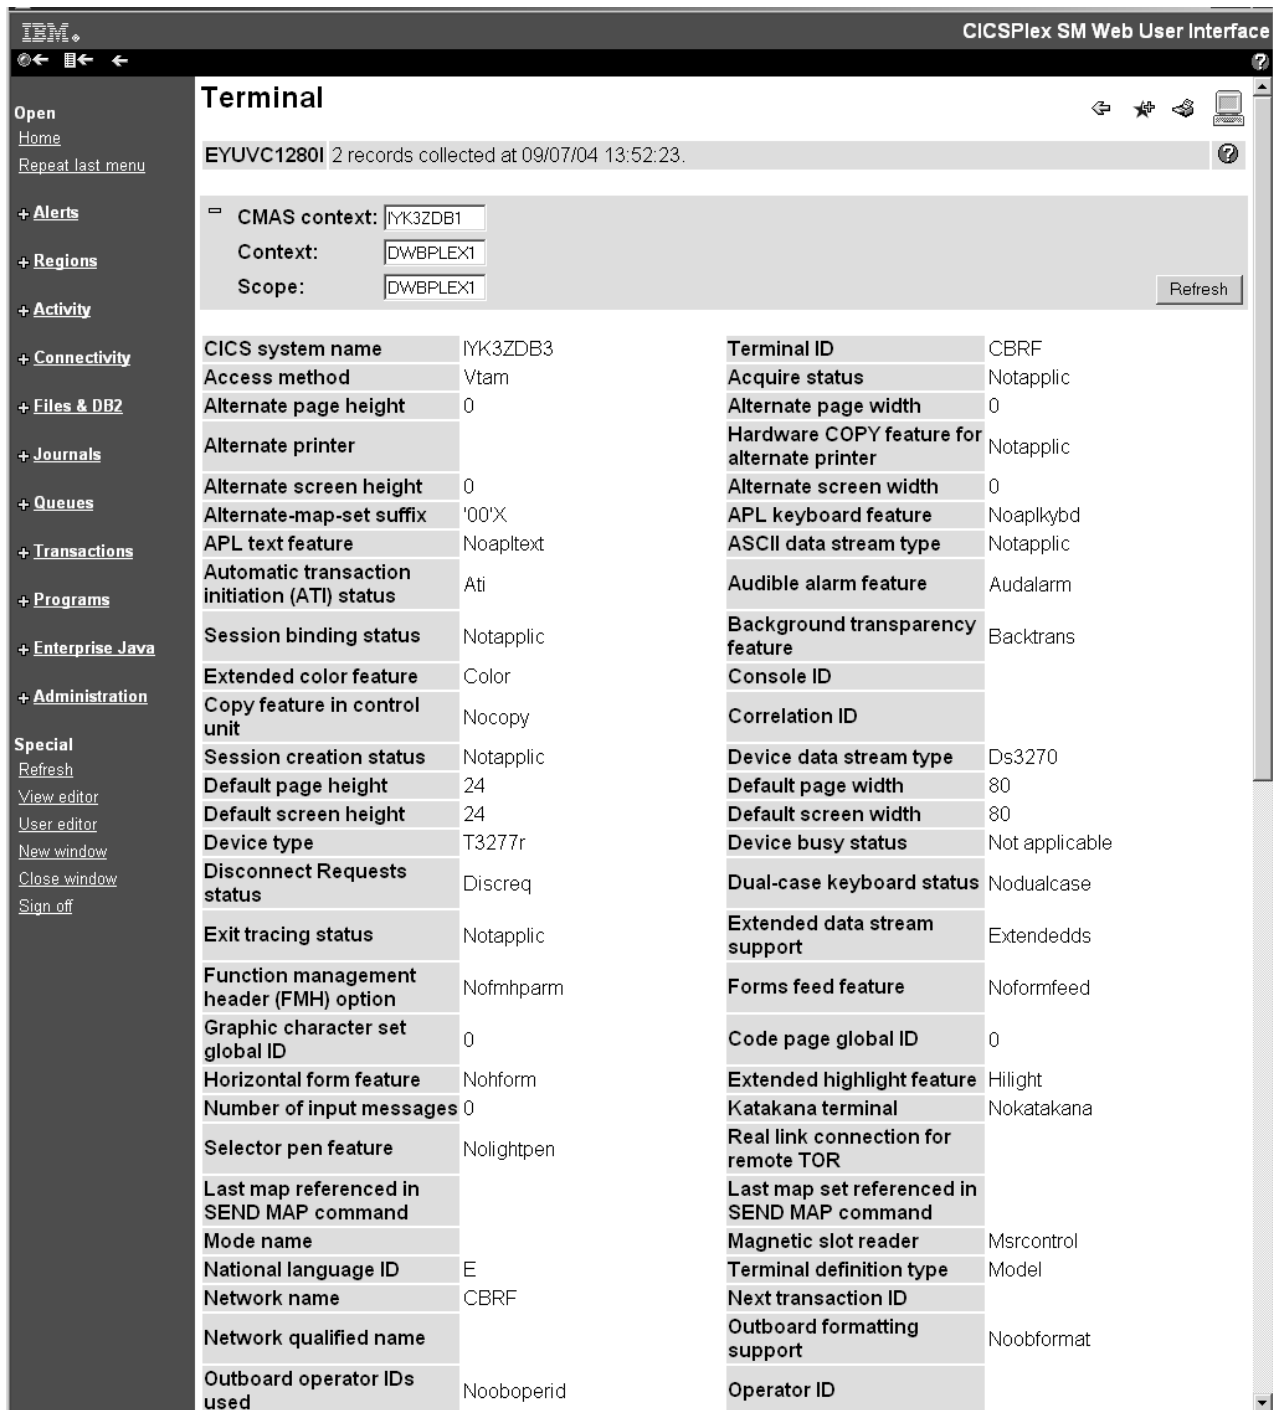 IBM.
CICSPlex SM Web User Interface
Terminal
Open
Home
Repeat last menu
+ Alerts
+ Regions
+ Activity
+ Connectivity
+ Files & DB2
+ Journals
+ Queues
+ Transactions
+ Programs
+ Enterprise Java
+ Administration
Special
Refresh
View editor
User editor
New window
Close window
Sign off
EYUVC1280I 2 records collected at 09/07/04 13:52:23.
CMAS context: IYK3ZDB1
Context: DWBPLEX1
Scope: DWBPLEX1
Refresh
CICS system name IYK3ZDB3 Terminal ID CBRF
Access method Vtam Acquire status Notapplic
Alternate page height 0 Alternate page width 0
Alternate printer Hardware COPY feature for
alternate printer Notapplic
Alternate screen height 0 Alternate screen width 0
Alternate-map-set suffix '00'X APL keyboard feature Noaplkybd
APL text feature Noapltext ASCII data stream type Notapplic
Automatic transaction
initiation (ATI) status Ati Audible alarm feature Audalarm
Session binding status Notapplic Background transparency
feature Backtrans
Extended color feature Color Console ID
Copy feature in control
unit Nocopy Correlation ID
Session creation status Notapplic Device data stream type Ds3270
Default page height 24 Default page width 80
Default screen height 24 Default screen width 80
Device type T3277r Device busy status Not applicable
Disconnect Requests
status Discreq Dual-case keyboard status Nodualcase
Exit tracing status Notapplic Extended data stream
support Extendedds
Function management
header (FMH) option Nofmhparm Forms feed feature Noformfeed
Graphic character set
global ID 0 Code page global ID 0
Horizontal form feature Nohform Extended highlight feature Hilight
Number of input messages 0 Katakana terminal Nokatakana
Selector pen feature Nolightpen Real link connection for
remote TOR
Last map referenced in
SEND MAP command
Last map set referenced in
SEND MAP command
Mode name Magnetic slot reader Msrcontrol
National language ID E Terminal definition type Model
Network name CBRF Next transaction ID
Network qualified name Outboard formatting
support Noobformat
Outboard operator IDs
used Nooboperid Operator ID